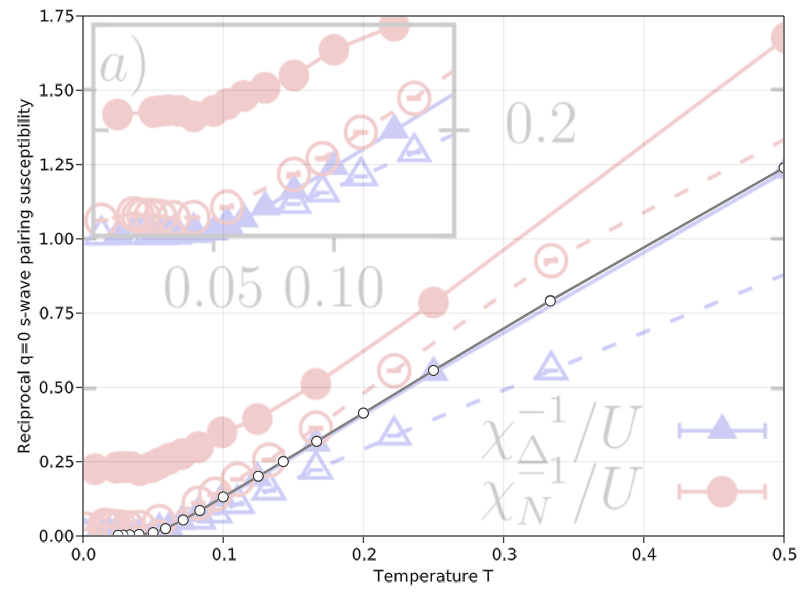 1.75
1.50
1.25
1.00
0.75
0.50
0.25
0.00
Reciprocal q=0 s-wave pairing susceptibility
a)
0.2
0.05 0.10
χ_Δ^{-1}/U
χ_N^{-1}/U
0.0 0.1 0.2 0.3 0.4 0.5
Temperature T